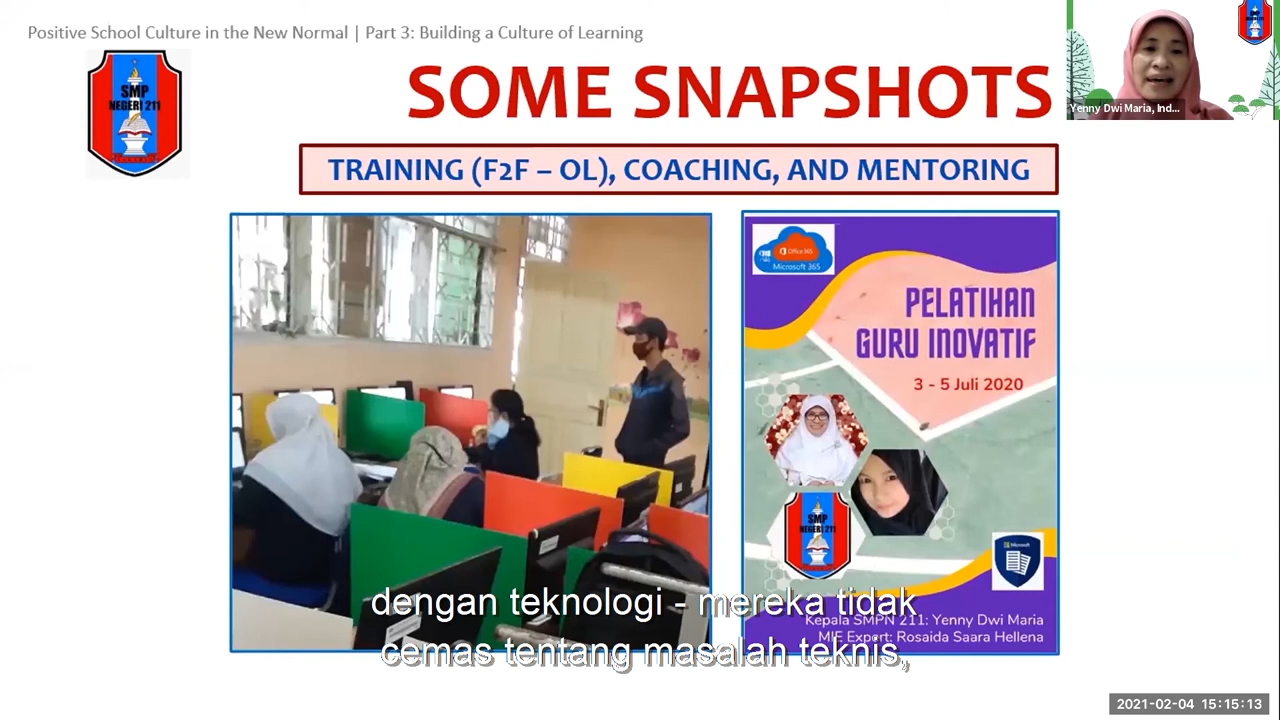 Positive School Culture in the New Normal | Part 3: Building a Culture of Learning
SMP
NEGERI 211
SOME SNAPSHOTS
Yenny Dwi Maria, Ind...
TRAINING (F2F – OL), COACHING, AND MENTORING
Office 365
Microsoft 365
PELATIHAN
GURU INOVATIF
3 - 5 Juli 2020
SMP
NEGERI 211
Microsoft
Kepala SMPN 211: Yenny Dwi Maria
MIE Expert: Rosaida Saara Hellena
dengan teknologi - mereka tidak
cemas tentang masalah teknis,
2021-02-04 15:15:13